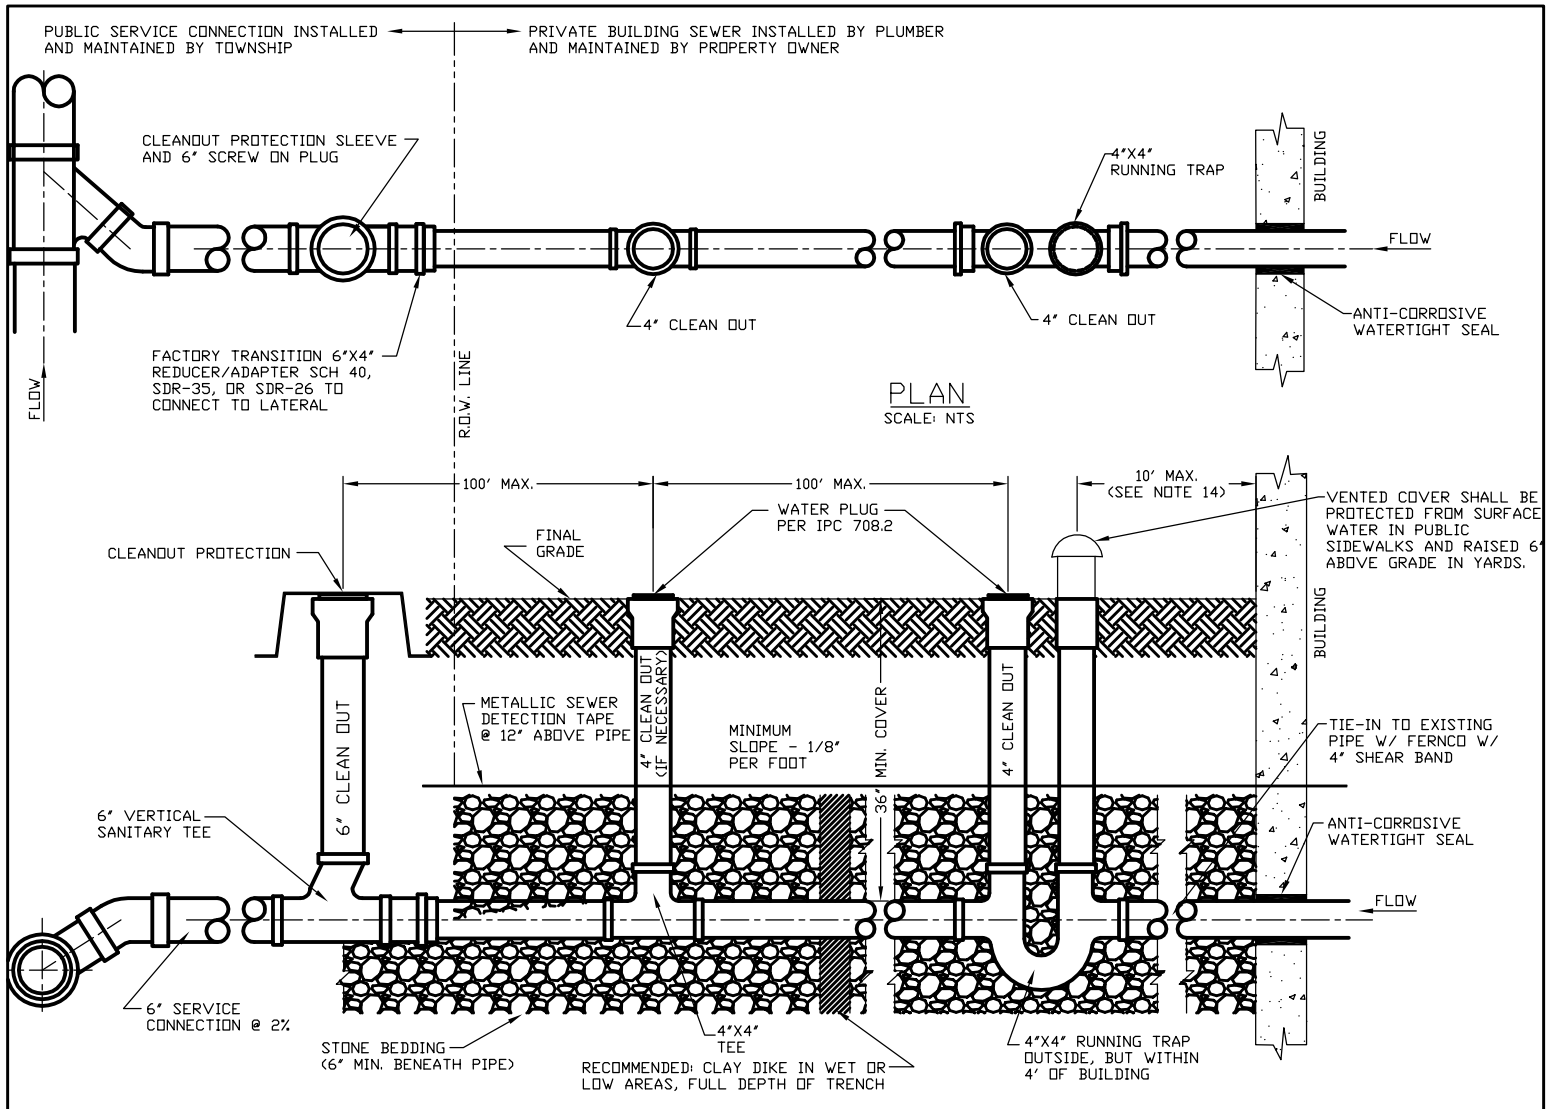 PUBLIC SERVICE CONNECTION INSTALLED
AND MAINTAINED BY TOWNSHIP
PRIVATE BUILDING SEWER INSTALLED BY PLUMBER
AND MAINTAINED BY PROPERTY OWNER
CLEANOUT PROTECTION SLEEVE
AND 6" SCREW ON PLUG
4"X4"
RUNNING TRAP
BUILDING
FLOW
4" CLEAN OUT
4" CLEAN OUT
ANTI-CORROSIVE
WATERTIGHT SEAL
FACTORY TRANSITION 6"X4"
REDUCER/ADAPTER SCH 40,
SDR-35, OR SDR-26 TO
CONNECT TO LATERAL
FLOW
R.O.W. LINE
PLAN
SCALE: NTS
100' MAX.
100' MAX.
10' MAX.
(SEE NOTE 14)
WATER PLUG
PER IPC 708.2
VENTED COVER SHALL BE
PROTECTED FROM SURFACE
WATER IN PUBLIC
SIDEWALKS AND RAISED 6"
ABOVE GRADE IN YARDS.
FINAL
GRADE
CLEANOUT PROTECTION
BUILDING
6" CLEAN OUT
METALLIC SEWER
DETECTION TAPE
@ 12" ABOVE PIPE
4" CLEAN OUT
(IF NECESSARY)
MINIMUM
SLOPE - 1/8"
PER FOOT
36" MIN. COVER
4" CLEAN OUT
TIE-IN TO EXISTING
PIPE W/ FERNCO W/
4" SHEAR BAND
6" VERTICAL
SANITARY TEE
ANTI-CORROSIVE
WATERTIGHT SEAL
FLOW
6" SERVICE
CONNECTION @ 2%
STONE BEDDING
(6" MIN. BENEATH PIPE)
4"X4"
TEE
RECOMMENDED: CLAY DIKE IN WET OR
LOW AREAS, FULL DEPTH OF TRENCH
4"X4" RUNNING TRAP
OUTSIDE, BUT WITHIN
4' OF BUILDING